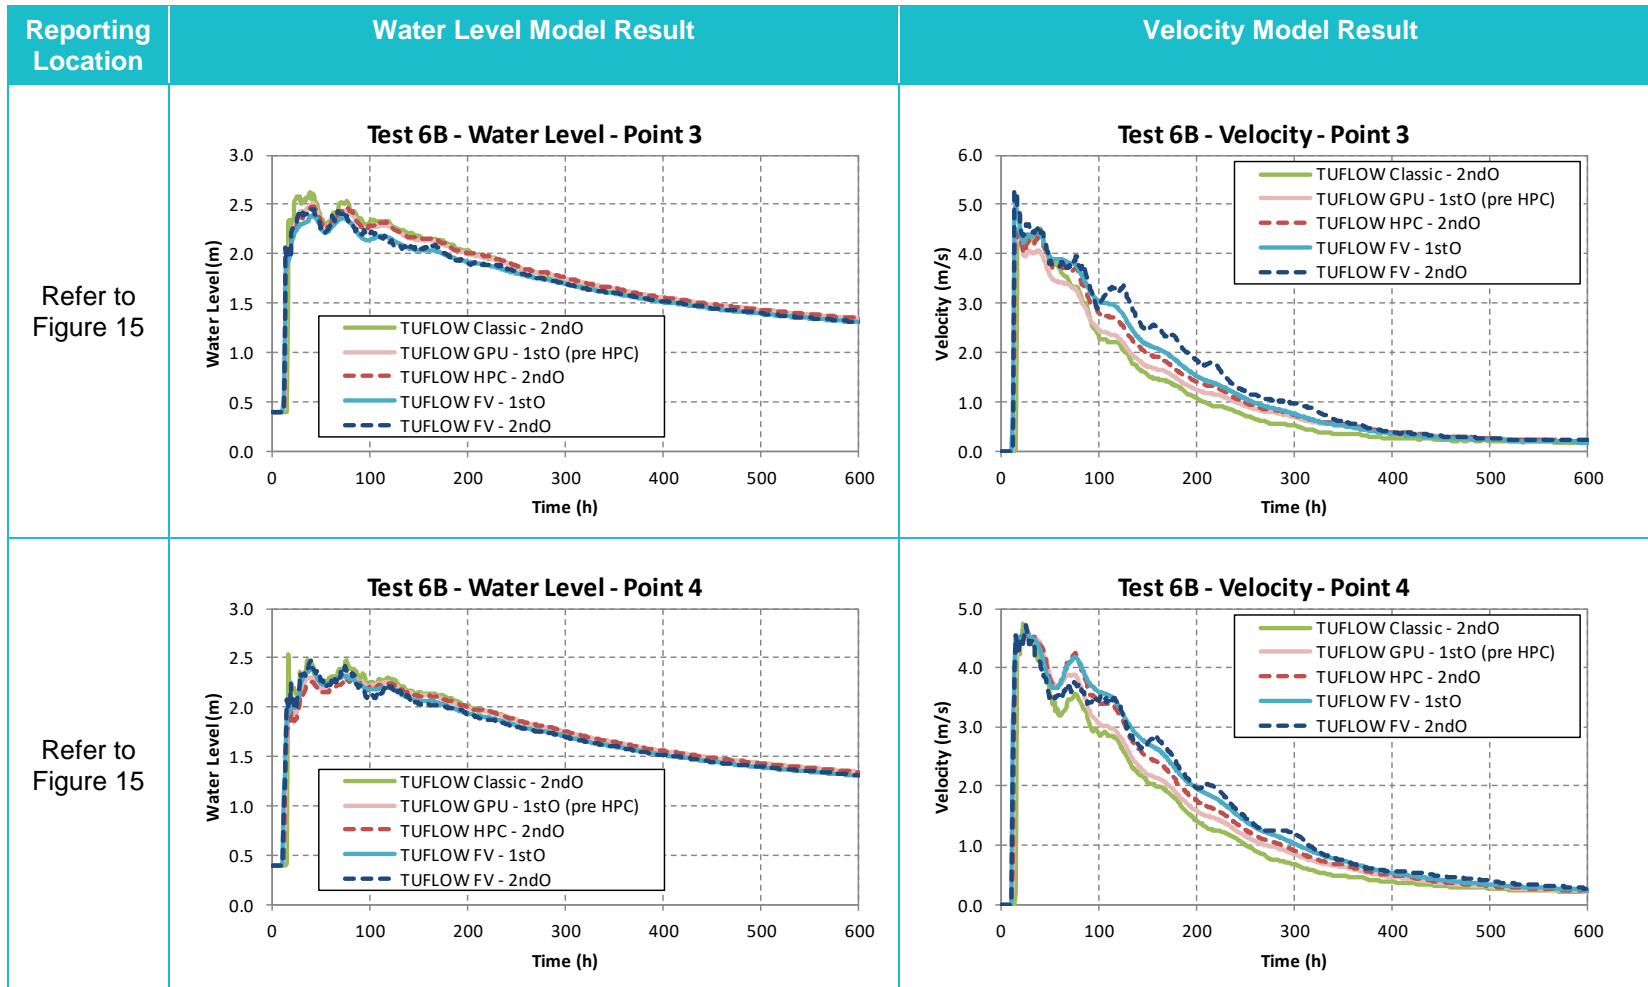 Reporting
Location
Water Level Model Result
Velocity Model Result
Refer to
Figure 15
Test 6B - Water Level - Point 3
Water Level (m)
3.0
2.5
2.0
1.5
1.0
0.5
0.0
TUFLOW Classic - 2ndO
TUFLOW GPU - 1stO (pre HPC)
TUFLOW HPC - 2ndO
TUFLOW FV - 1stO
TUFLOW FV - 2ndO
0 100 200 300 400 500 600
Time (h)
Test 6B - Velocity - Point 3
Velocity (m/s)
6.0
5.0
4.0
3.0
2.0
1.0
0.0
TUFLOW Classic - 2ndO
TUFLOW GPU - 1stO (pre HPC)
TUFLOW HPC - 2ndO
TUFLOW FV - 1stO
TUFLOW FV - 2ndO
0 100 200 300 400 500 600
Time (h)
Refer to
Figure 15
Test 6B - Water Level - Point 4
Water Level (m)
3.0
2.5
2.0
1.5
1.0
0.5
0.0
TUFLOW Classic - 2ndO
TUFLOW GPU - 1stO (pre HPC)
TUFLOW HPC - 2ndO
TUFLOW FV - 1stO
TUFLOW FV - 2ndO
0 100 200 300 400 500 600
Time (h)
Test 6B - Velocity - Point 4
Velocity (m/s)
5.0
4.0
3.0
2.0
1.0
0.0
TUFLOW Classic - 2ndO
TUFLOW GPU - 1stO (pre HPC)
TUFLOW HPC - 2ndO
TUFLOW FV - 1stO
TUFLOW FV - 2ndO
0 100 200 300 400 500 600
Time (h)